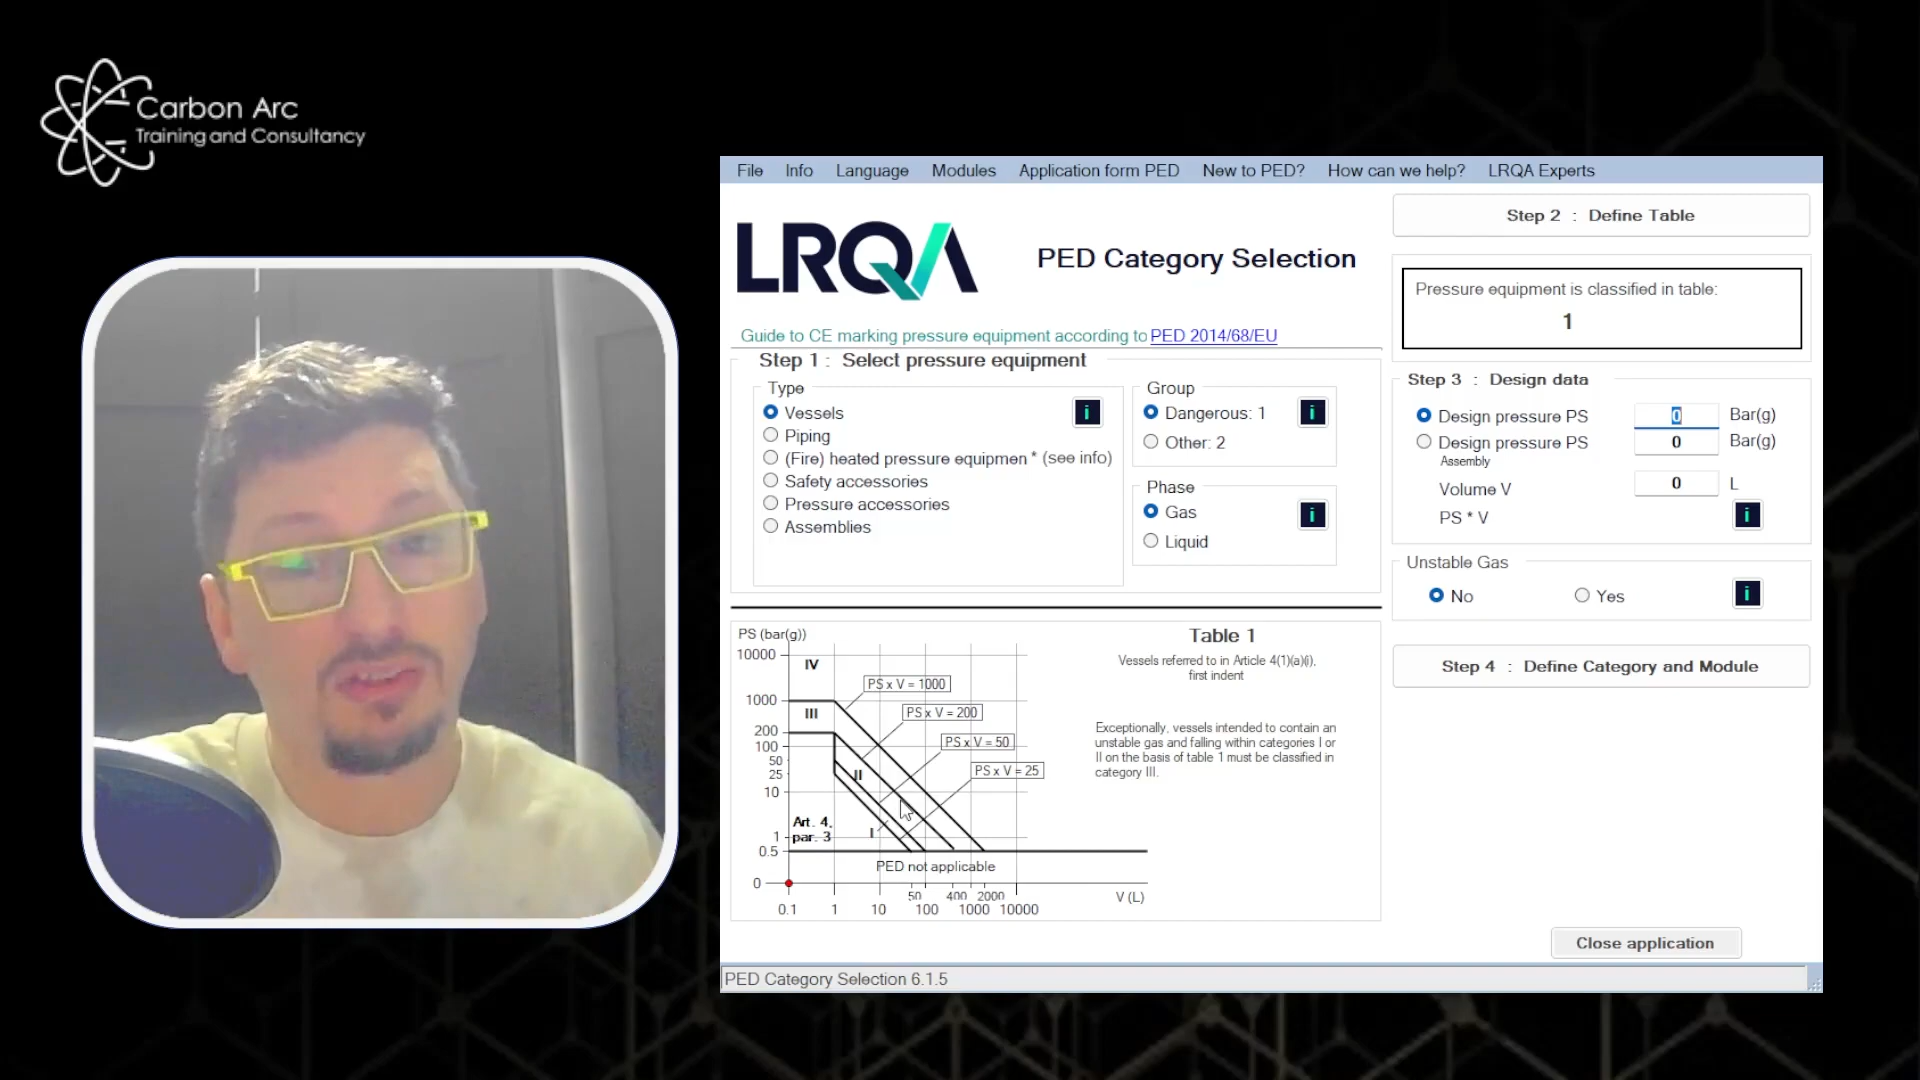 Carbon Arc
Training and Consultancy
File Info Language Modules Application form PED New to PED? How can we help? LRQA Experts
LRQA
PED Category Selection
Guide to CE marking pressure equipment according to PED 2014/68/EU
Step 1 : Select pressure equipment
Type
Vessels
Piping
(Fire) heated pressure equipmen * (see info)
Safety accessories
Pressure accessories
Assemblies
i
Group
Dangerous: 1
Other: 2
i
Phase
Gas
Liquid
i
Step 2 : Define Table
Pressure equipment is classified in table:
1
Step 3 : Design data
Design pressure PS 0 Bar(g)
Design pressure PS 0 Bar(g)
Assembly
Volume V 0 L
PS * V i
Unstable Gas
No Yes i
Step 4 : Define Category and Module
PS (bar(g))
10000
1000
200
100
50
25
10
1
0.5
0
IV
III
II
I
PS x V = 1000
PS x V = 200
PS x V = 50
PS x V = 25
Art. 4,
par. 3
PED not applicable
50 400 2000
0.1 1 10 100 1000 10000
V (L)
Table 1
Vessels referred to in Article 4(1)(a)(i),
first indent
Exceptionally, vessels intended to contain an
unstable gas and falling within categories I or
II on the basis of table 1 must be classified in
category III.
Close application
PED Category Selection 6.1.5